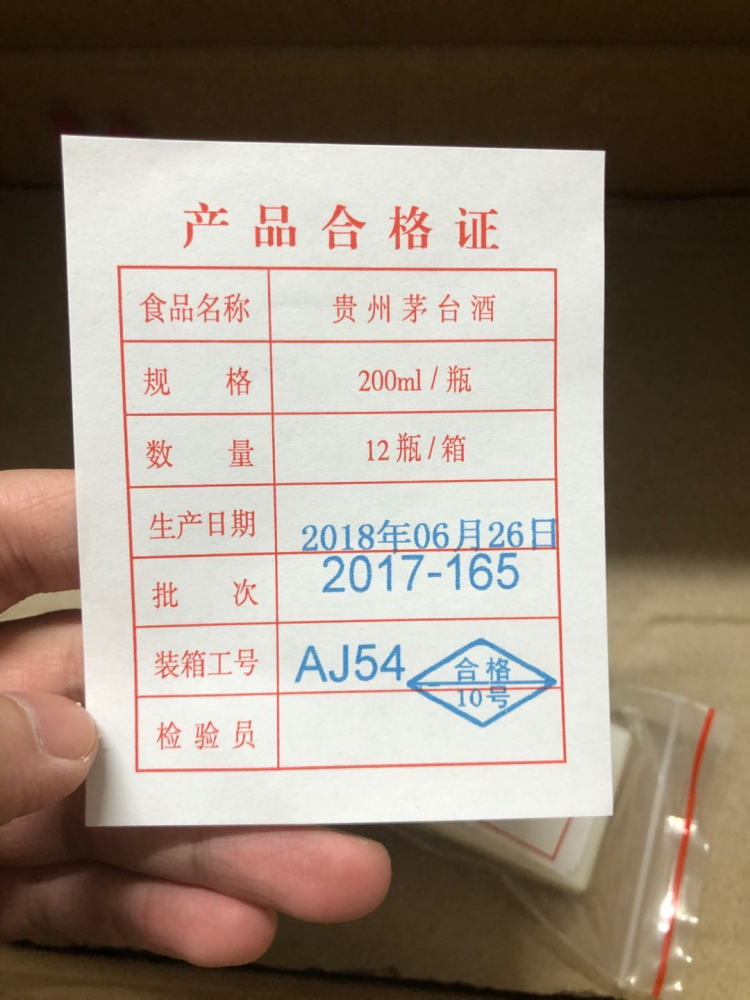 产品合格证
食品名称 贵州茅台酒
规格 200ml/瓶
数量 12瓶/箱
生产日期 2018年06月26日
批次 2017-165
装箱工号 AJ54
合格
10号
检验员